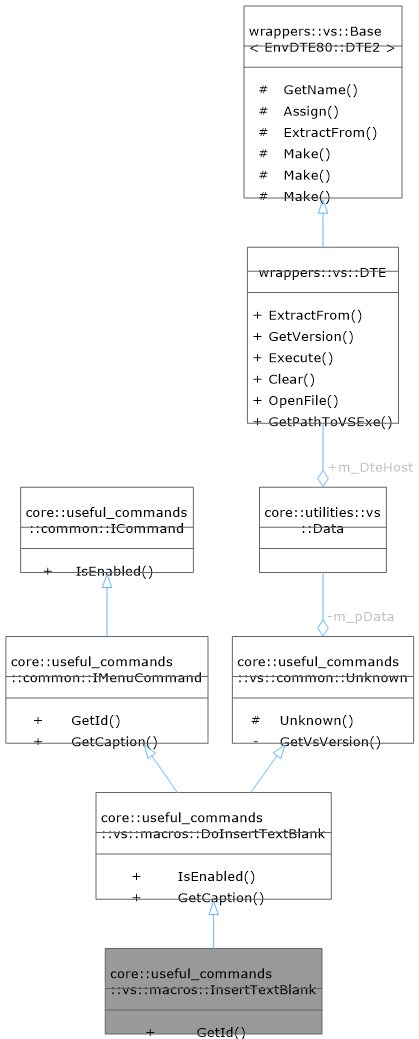 wrappers::vs::Base
< EnvDTE80::DTE2 >
# GetName()
# Assign()
# ExtractFrom()
# Make()
# Make()
# Make()
wrappers::vs::DTE
+ ExtractFrom()
+ GetVersion()
+ Execute()
+ Clear()
+ OpenFile()
+ GetPathToVSExe()
+m_DteHost
core::useful_commands
::common::ICommand
+ IsEnabled()
core::utilities::vs
::Data
-m_pData
core::useful_commands
::common::IMenuCommand
+ GetId()
+ GetCaption()
core::useful_commands
::vs::common::Unknown
# Unknown()
- GetVsVersion()
core::useful_commands
::vs::macros::DoInsertTextBlank
+ IsEnabled()
+ GetCaption()
core::useful_commands
::vs::macros::InsertTextBlank
+ GetId()